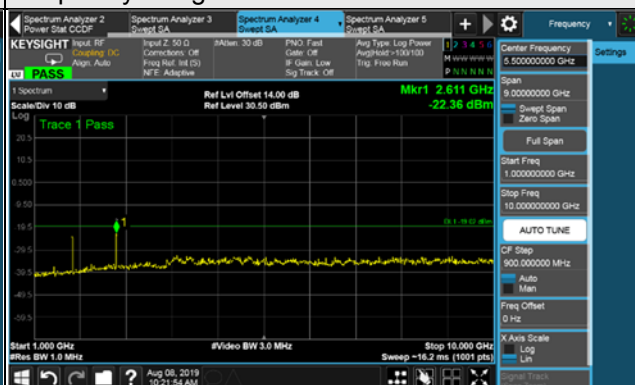 Spectrum Analyzer 2
Power Stat CCDF
Spectrum Analyzer 3
Swept SA
Spectrum Analyzer 4
Swept SA
Spectrum Analyzer 5
Swept SA
+
Frequency
KEYSIGHT
Input: RF
Coupling: DC
Align: Auto
Input Z: 50 Ω
Corrections: Off
Freq Ref: Int (S)
NFE: Adaptive
#Atten: 30 dB
PNO: Fast
Gate: Off
IF Gain: Low
Sig Track: Off
Avg Type: Log Power
Avg|Hold:>100/100
Trig: Free Run
1 2 3 4 5 6
M W W W W W
P N N N N N
LXI
PASS
1 Spectrum
Scale/Div 10 dB
Log
Ref Lvl Offset 14.00 dB
Ref Level 30.50 dBm
Mkr1 2.611 GHz
-22.36 dBm
Trace 1 Pass
20.5
10.5
0.500
-9.50
-19.5
1
-29.5
-39.5
-49.5
-59.5
Start 1.000 GHz
#Res BW 1.0 MHz
#Video BW 3.0 MHz
Stop 10.000 GHz
Sweep ~16.2 ms (1001 pts)
Aug 08, 2019
10:21:54 AM
Center Frequency
5.500000000 GHz
Settings
Span
9.00000000 GHz
Swept Span
Zero Span
Full Span
Start Freq
1.000000000 GHz
Stop Freq
10.000000000 GHz
AUTO TUNE
CF Step
900.000000 MHz
Auto
Man
Freq Offset
0 Hz
X Axis Scale
Log
Lin
Signal Track